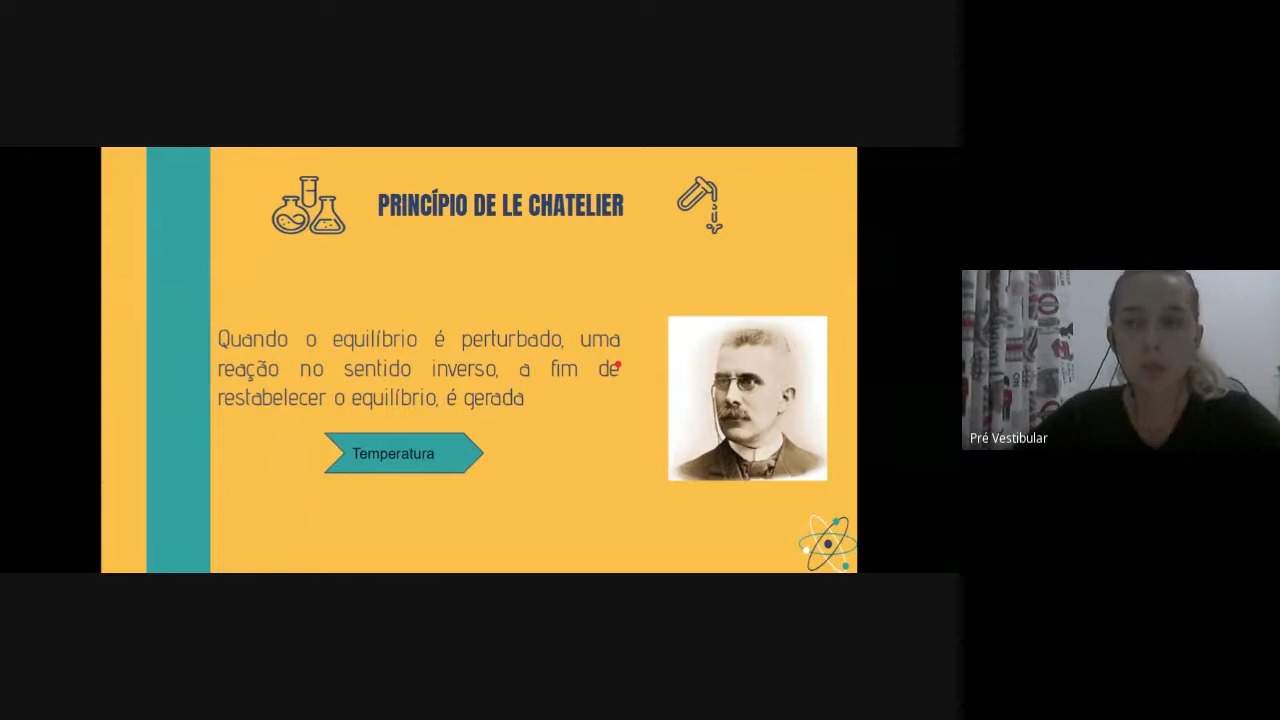 PRINCÍPIO DE LE CHATELIER
Quando o equilíbrio é perturbado, uma
reação no sentido inverso, a fim de
restabelecer o equilíbrio, é gerada
Temperatura
Pré Vestibular